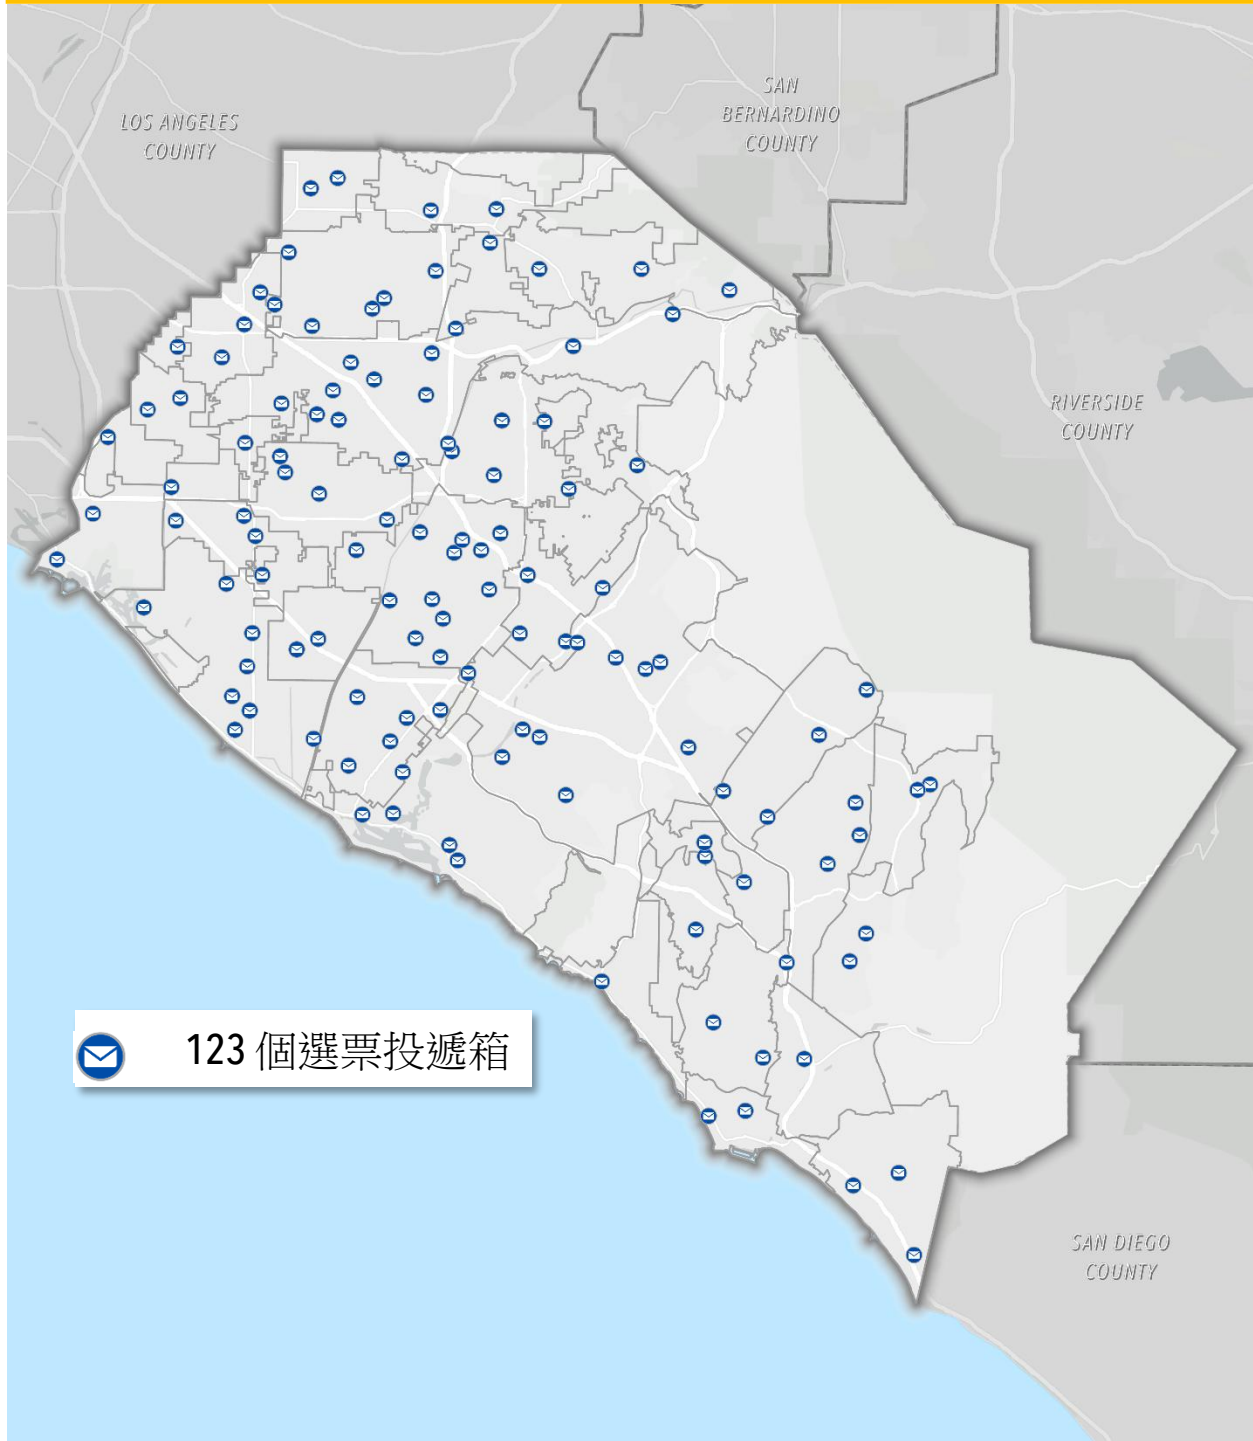 LOS ANGELES
COUNTY
SAN
BERNARDINO
COUNTY
RIVERSIDE
COUNTY
123 個選票投遞箱
SAN DIEGO
COUNTY